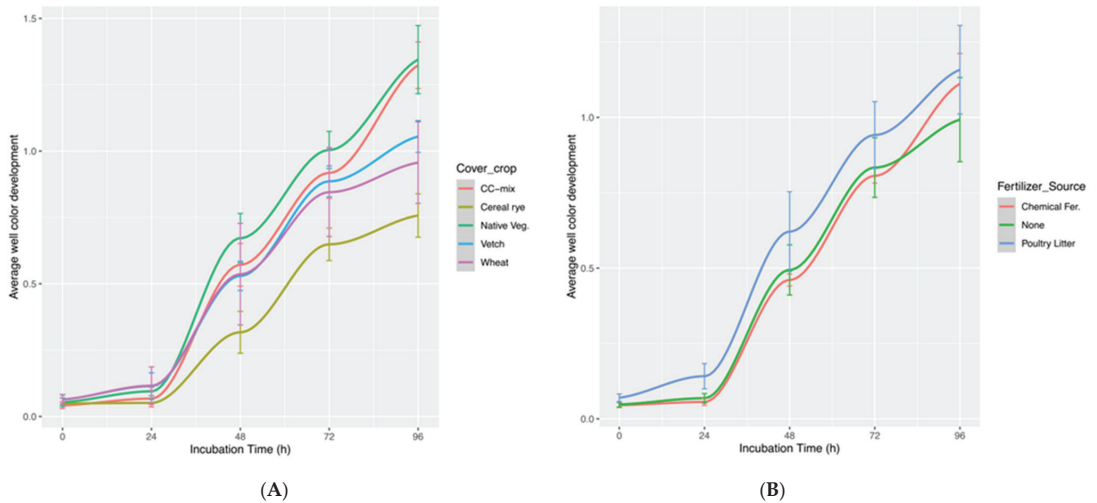 1.5
1.0
0.5
0.0
Average well color development
0
24
48
72
96
Incubation Time (h)
Cover_crop
CC-mix
Cereal rye
Native Veg.
Vetch
Wheat
(A)
1.0
0.5
0.0
Average well color development
0
24
48
72
96
Incubation Time (h)
Fertilizer_Source
Chemical Fer.
None
Poultry Litter
(B)